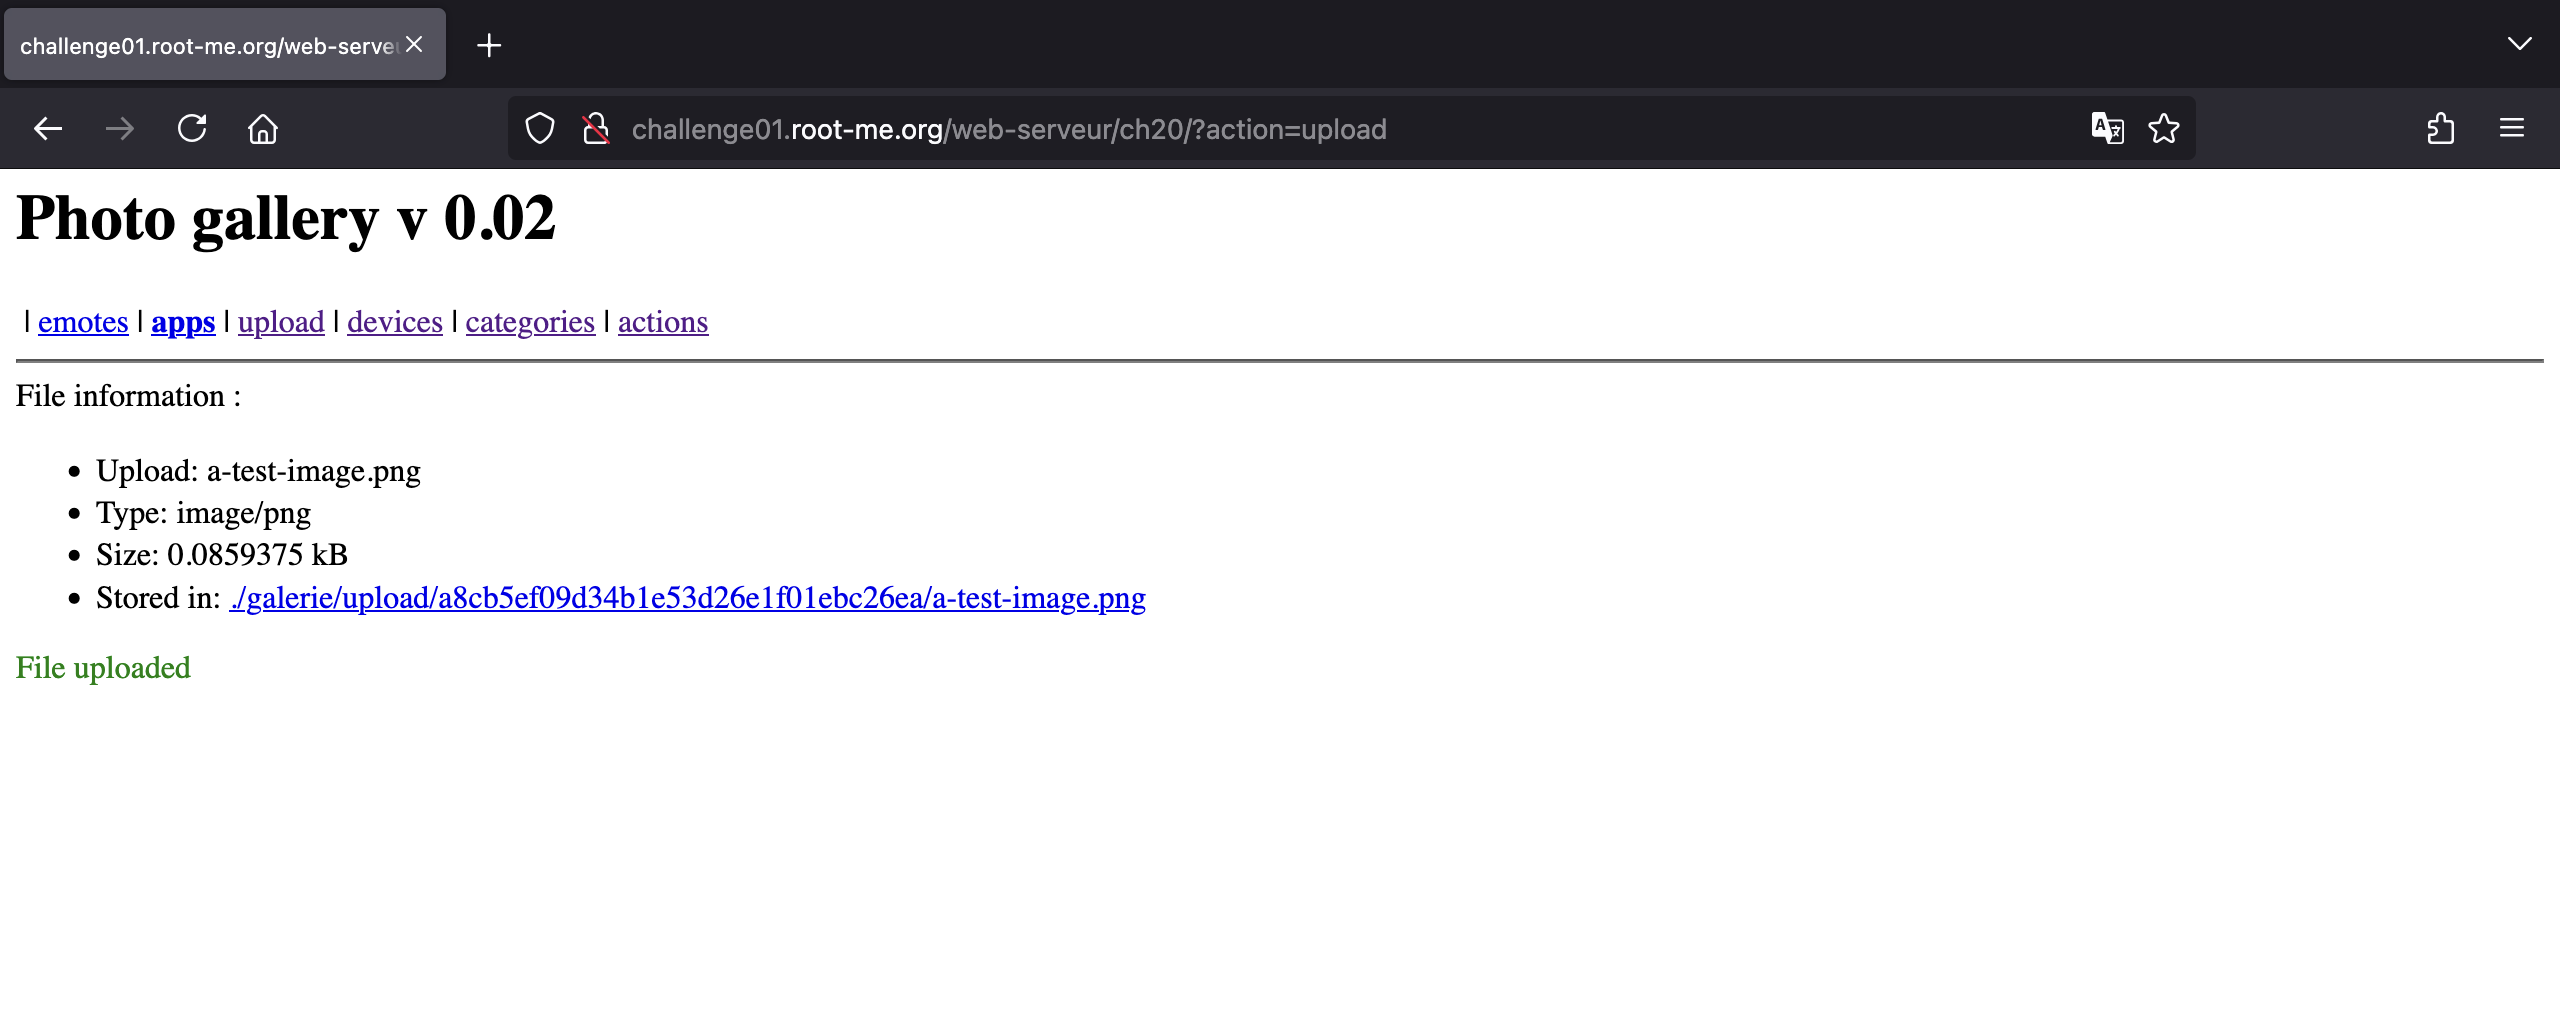 challenge01.root-me.org/web-serve
challenge01.root-me.org/web-serveur/ch20/?action=upload
Photo gallery v 0.02
| emotes | apps | upload | devices | categories | actions
File information :
Upload: a-test-image.png
Type: image/png
Size: 0.0859375 kB
Stored in: ./galerie/upload/a8cb5ef09d34b1e53d26e1f01ebc26ea/a-test-image.png
File uploaded